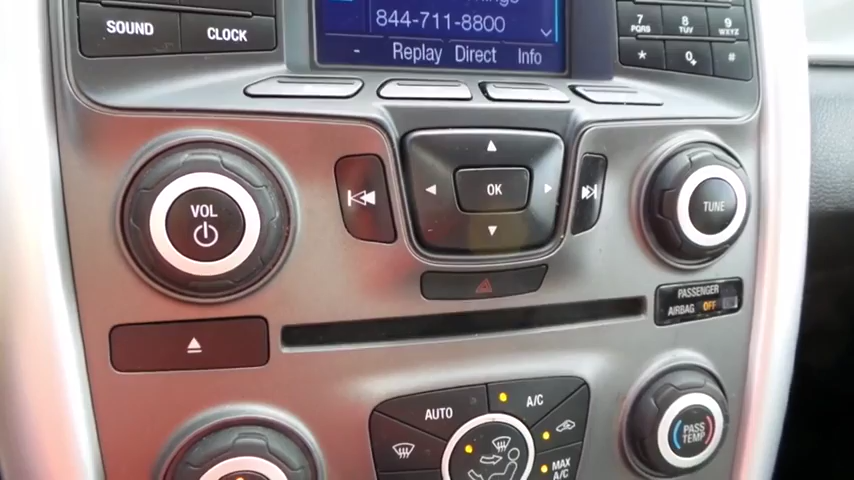 844-711-8800
- Replay Direct Info
SOUND
CLOCK
7 PQRS 8 TUV 9 WXYZ
* 0 #
VOL
OK
TUNE
PASSENGER
AIRBAG OFF
AUTO
A/C
MAX
A/C
PASS
TEMP